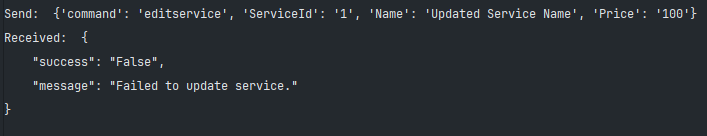 Send:  {'command': 'editservice', 'ServiceId': '1', 'Name': 'Updated Service Name', 'Price': '100'}
Received:  {
    "success": "False",
    "message": "Failed to update service."
}